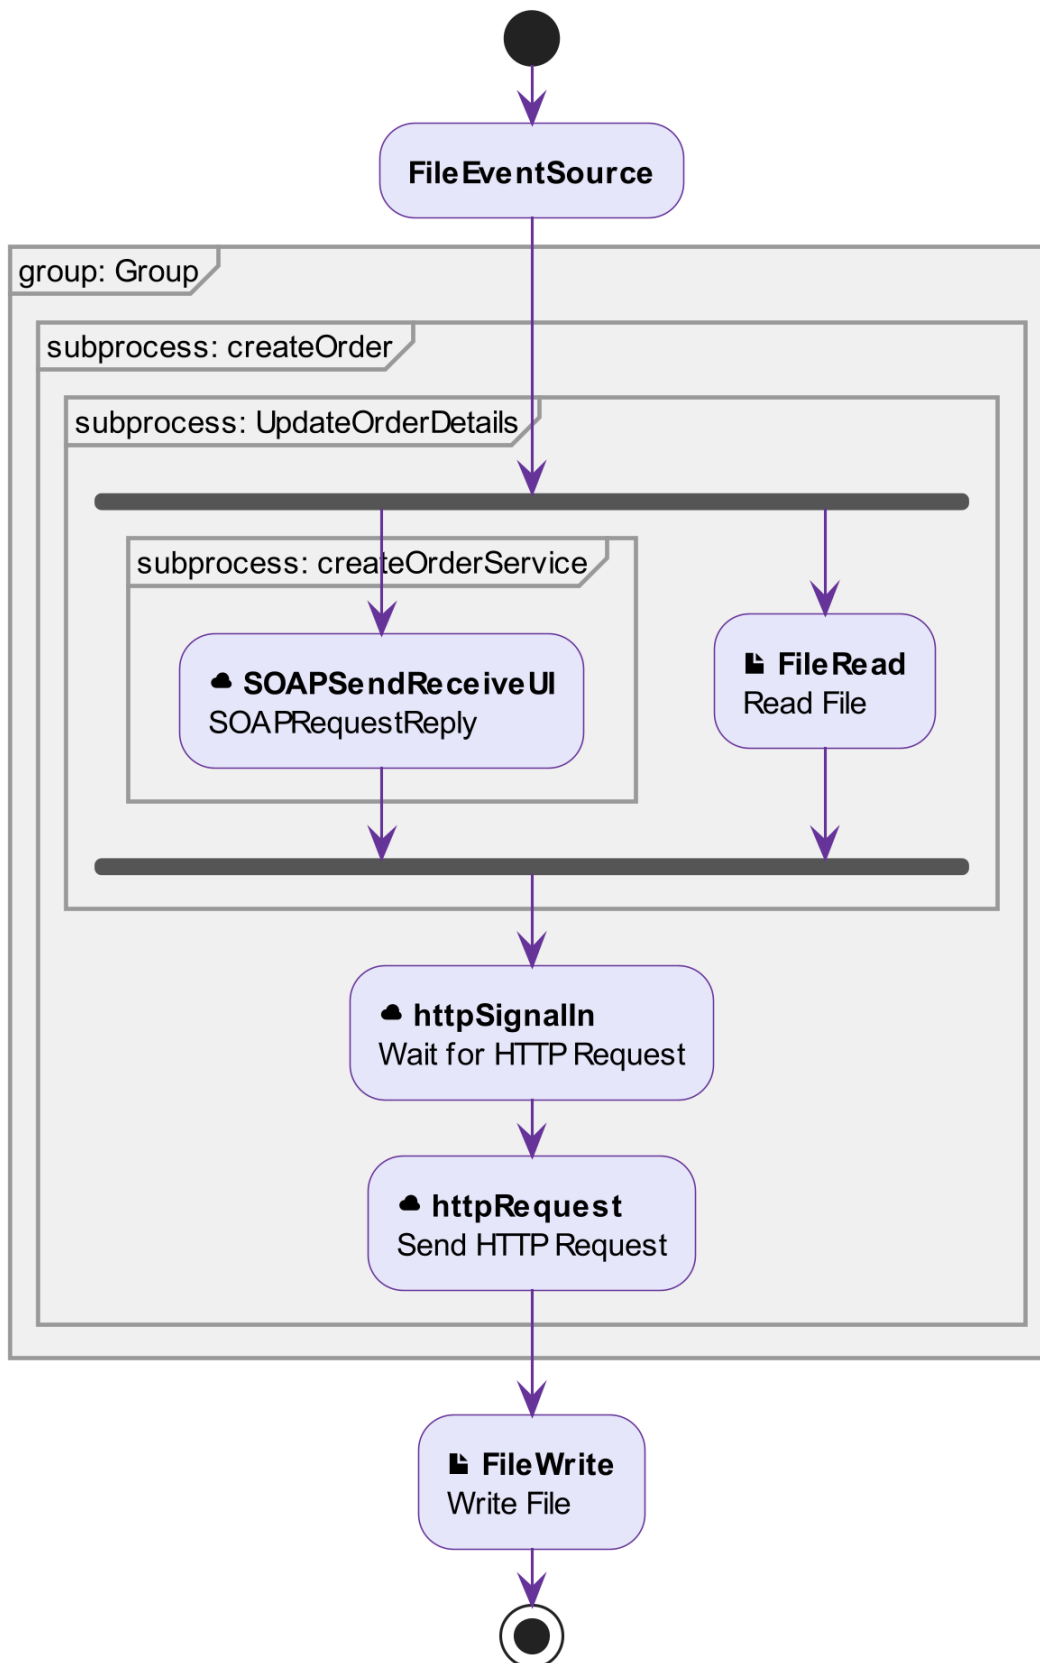 FileEventSource
group: Group
subprocess: createOrder
subprocess: UpdateOrderDetails
subprocess: createOrderService
SOAPSendReceiveUI
SOAPRequestReply
FileRead
Read File
httpSignalIn
Wait for HTTP Request
httpRequest
Send HTTP Request
FileWrite
Write File